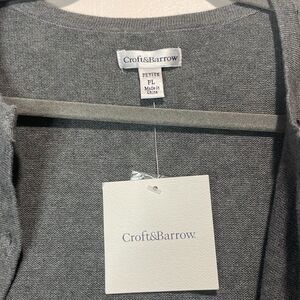 Croft&Barrow
PETITE
PL
Made in
China
Croft&Barrow.